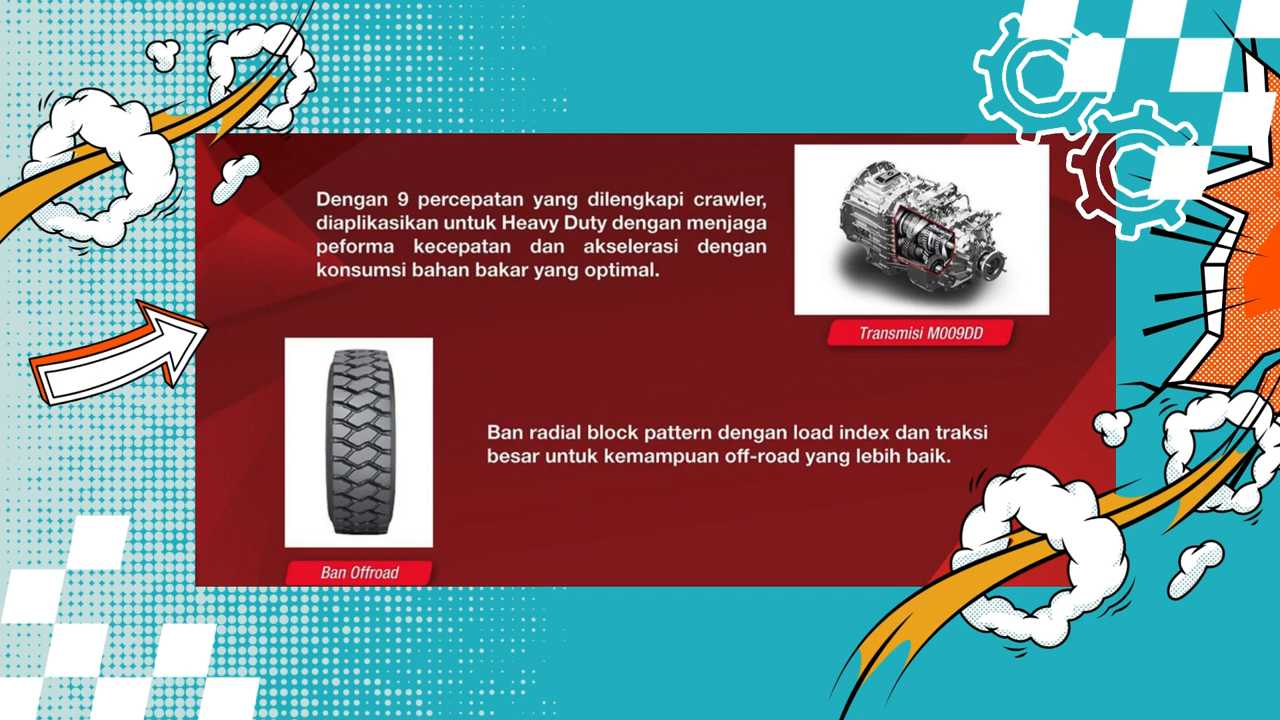 Dengan 9 percepatan yang dilengkapi crawler,
diaplikasikan untuk Heavy Duty dengan menjaga
peforma kecepatan dan akselerasi dengan
konsumsi bahan bakar yang optimal.
Transmisi M009DD
Ban radial block pattern dengan load index dan traksi
besar untuk kemampuan off-road yang lebih baik.
Ban Offroad